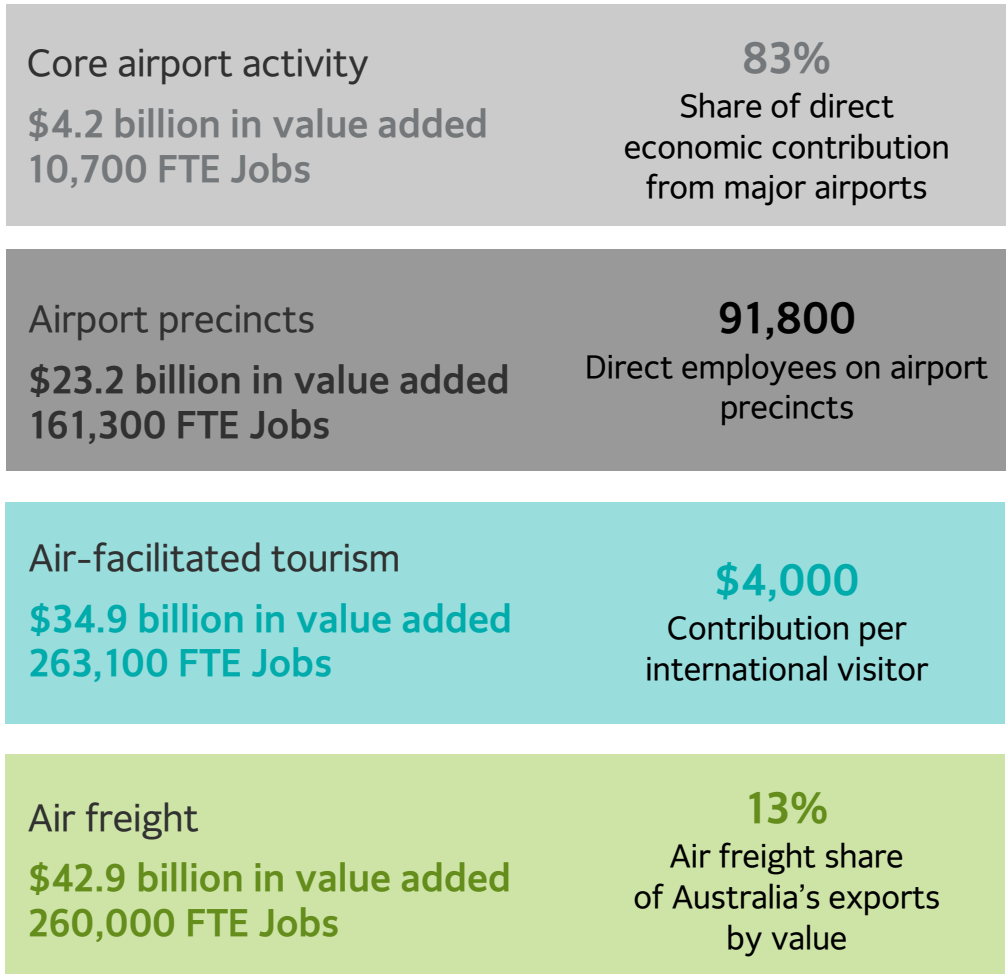 Core airport activity
$4.2 billion in value added
10,700 FTE Jobs
83%
Share of direct
economic contribution
from major airports
Airport precincts
$23.2 billion in value added
161,300 FTE Jobs
91,800
Direct employees on airport
precincts
Air-facilitated tourism
$34.9 billion in value added
263,100 FTE Jobs
$4,000
Contribution per
international visitor
Air freight
$42.9 billion in value added
260,000 FTE Jobs
13%
Air freight share
of Australia’s exports
by value